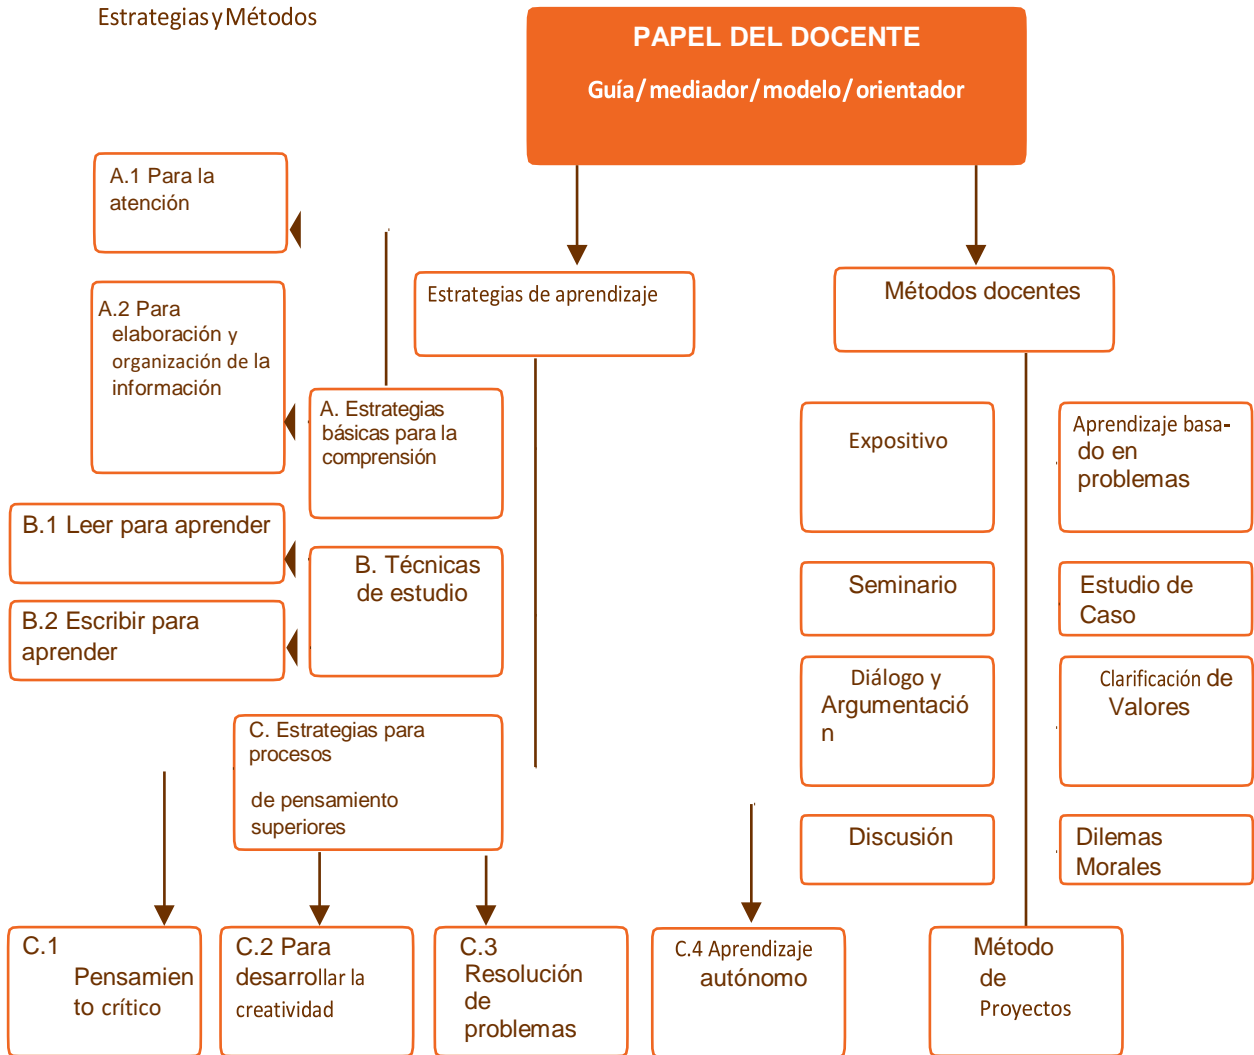 Estrategias y Métodos
PAPEL DEL DOCENTE
Guía/ mediador/ modelo/ orientador
A.1 Para la
atención
A.2 Para
elaboración y
organización de la
información
Estrategias de aprendizaje
Métodos docentes
A. Estrategias
básicas para la
comprensión
B.1 Leer para aprender
B.2 Escribir para
aprender
B. Técnicas
de estudio
C. Estrategias para
procesos
de pensamiento
superiores
Expositivo
Aprendizaje basa-
do en
problemas
Seminario
Estudio de
Caso
Diálogo y
Argumentació
n
Clarificación de
Valores
Discusión
Dilemas
Morales
C.1
Pensamien
to crítico
C.2 Para
desarrollar la
creatividad
C.3
Resolución
de
problemas
C.4 Aprendizaje
autónomo
Método
de
Proyectos